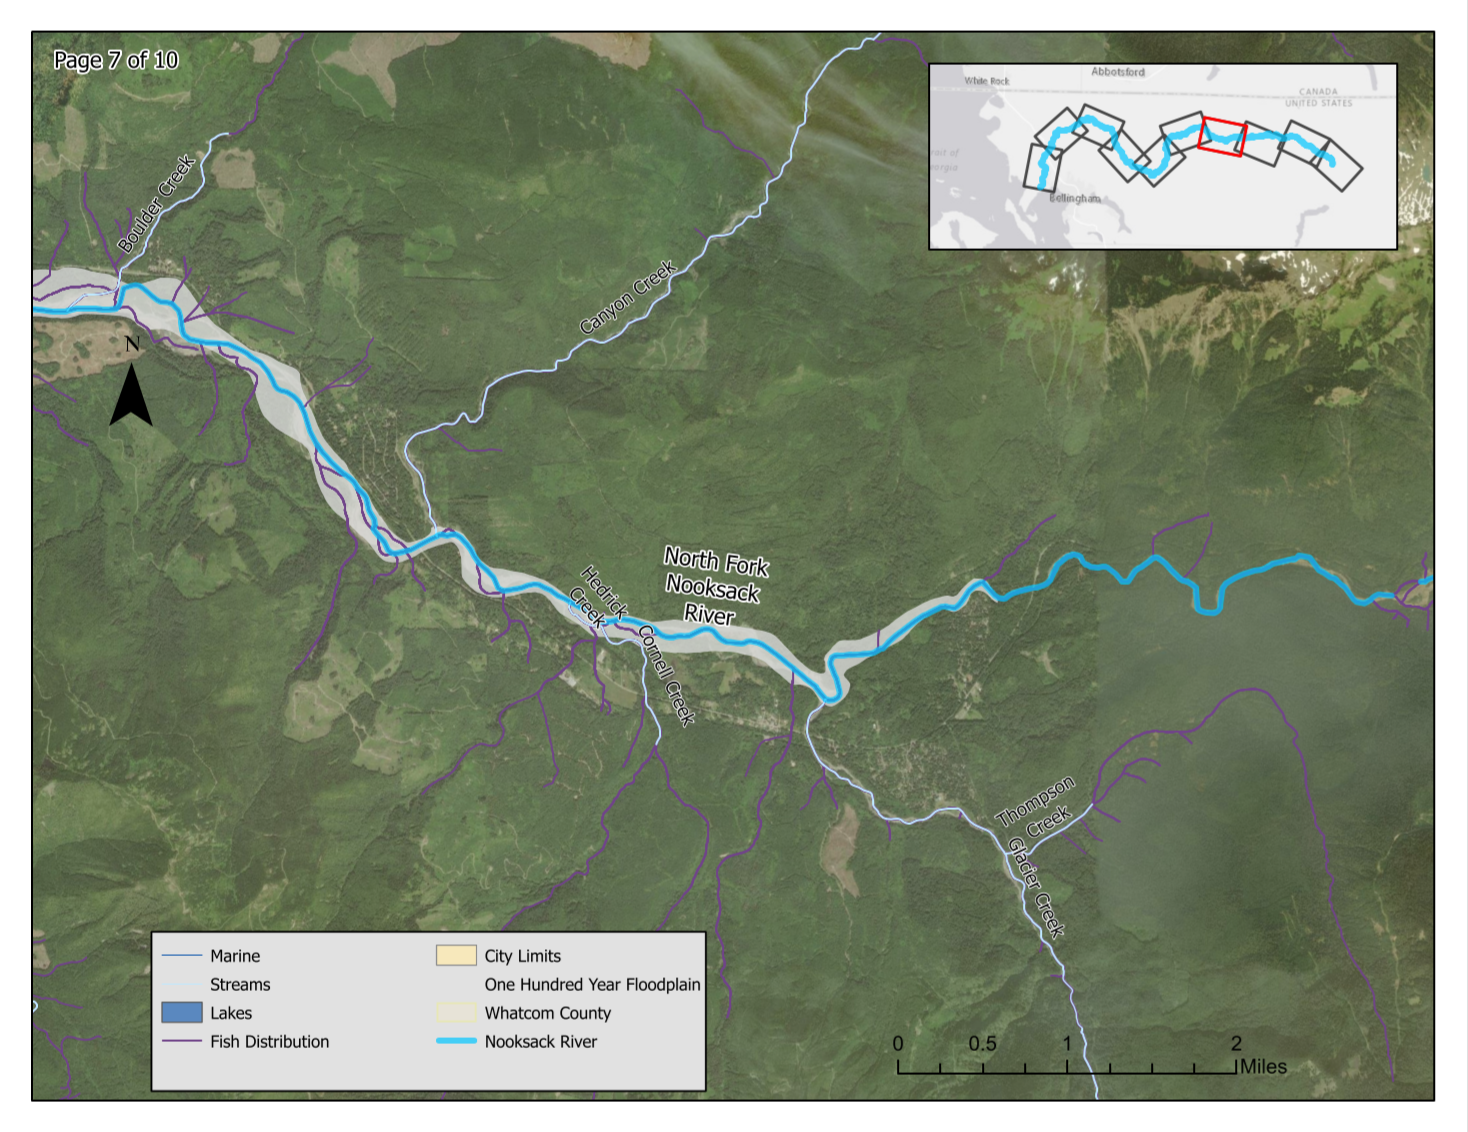 Page 7 of 10
White Rock
Abbotsford
CANADA
UNITED STATES
Bellingham
Boulder Creek
Canyon Creek
N
North Fork
Nooksack
River
Hedrick
Creek
Cornell Creek
Thompson
Creek
Glacier Creek
Marine
Streams
Lakes
Fish Distribution
City Limits
One Hundred Year Floodplain
Whatcom County
Nooksack River
0 0.5 1 2
Miles